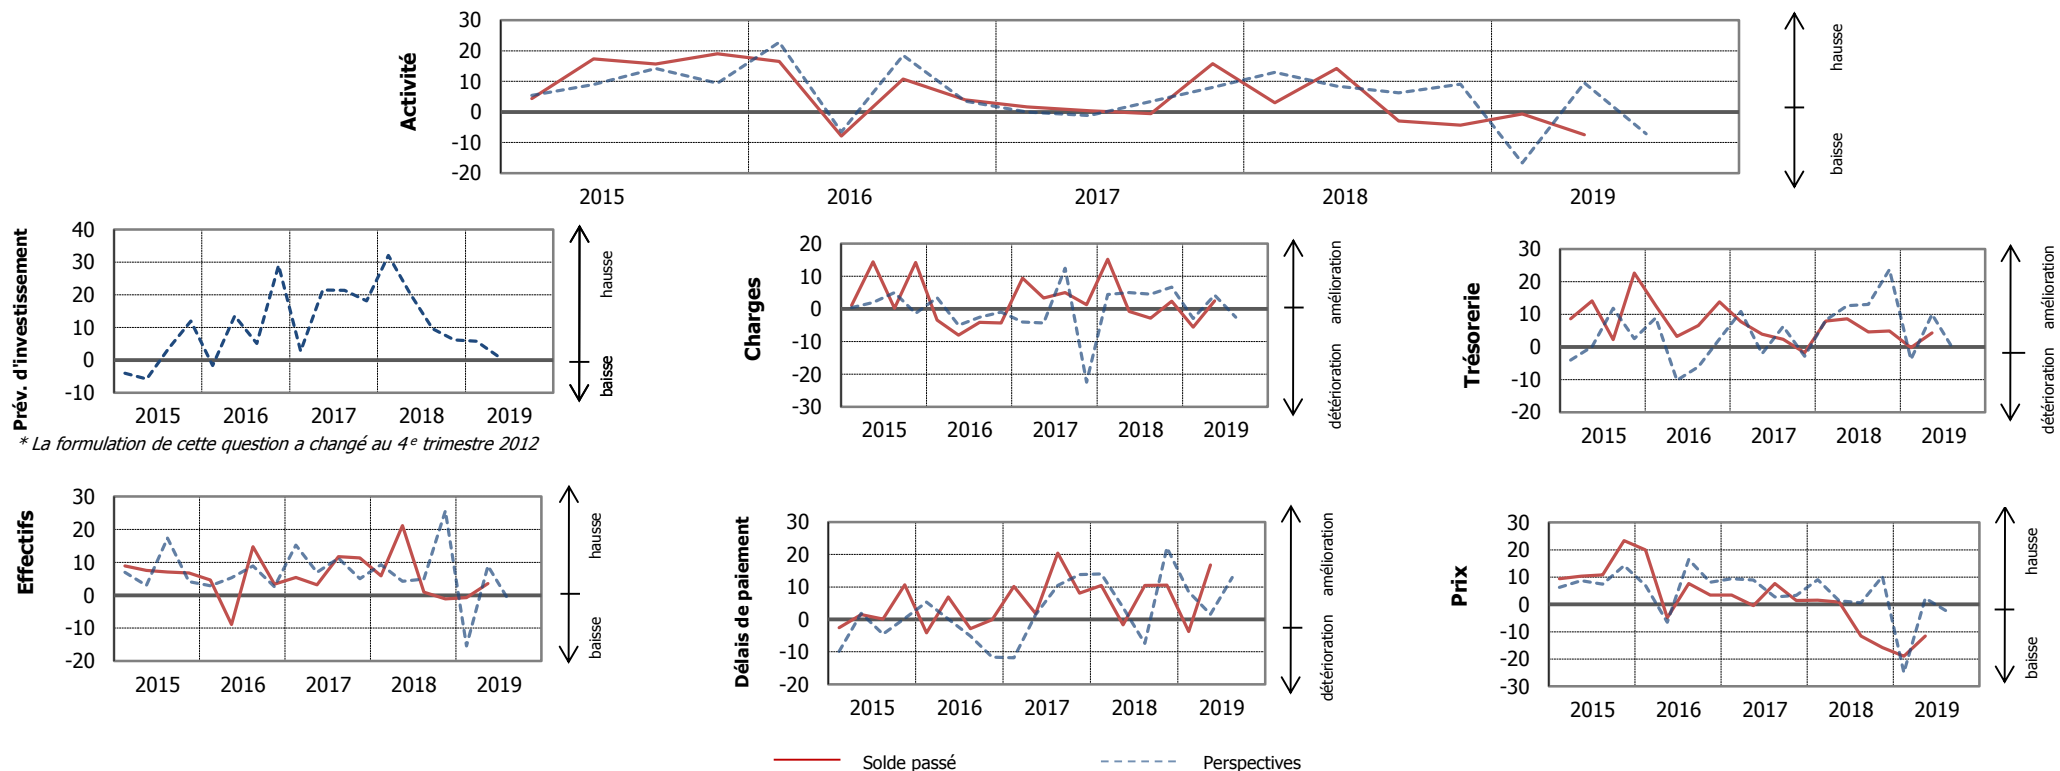 Activité
30
20
10
0
-10
-20
2015 2016 2017 2018 2019
hausse
baisse
Prév. d'investissement
40
30
20
10
0
-10
2015 2016 2017 2018 2019
hausse
baisse
* La formulation de cette question a changé au 4e trimestre 2012
Charges
20
10
0
-10
-20
-30
2015 2016 2017 2018 2019
amélioration
détérioration
Trésorerie
30
20
10
0
-10
-20
2015 2016 2017 2018 2019
amélioration
détérioration
Effectifs
30
20
10
0
-10
-20
2015 2016 2017 2018 2019
hausse
baisse
Délais de paiement
30
20
10
0
-10
-20
2015 2016 2017 2018 2019
amélioration
détérioration
Prix
30
20
10
0
-10
-20
-30
2015 2016 2017 2018 2019
hausse
baisse
Solde passé Perspectives